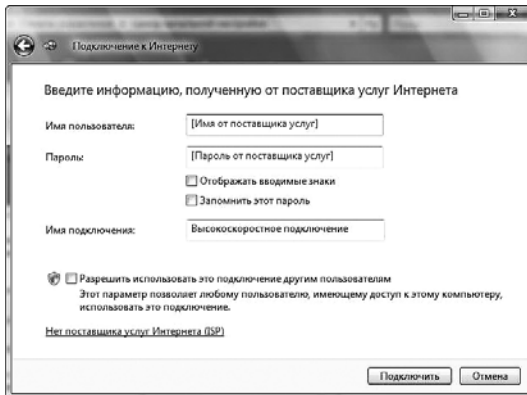 Подключение к Интернету
Введите информацию, полученную от поставщика услуг Интернета
Имя пользователя: [Имя от поставщика услуг]
Пароль: [Пароль от поставщика услуг]
Отображать вводимые знаки
Запомнить этот пароль
Имя подключения: Высокоскоростное подключение
Разрешить использовать это подключение другим пользователям
Этот параметр позволяет любому пользователю, имеющему доступ к этому компьютеру,
использовать это подключение.
Нет поставщика услуг Интернета (ISP)
Подключить Отмена